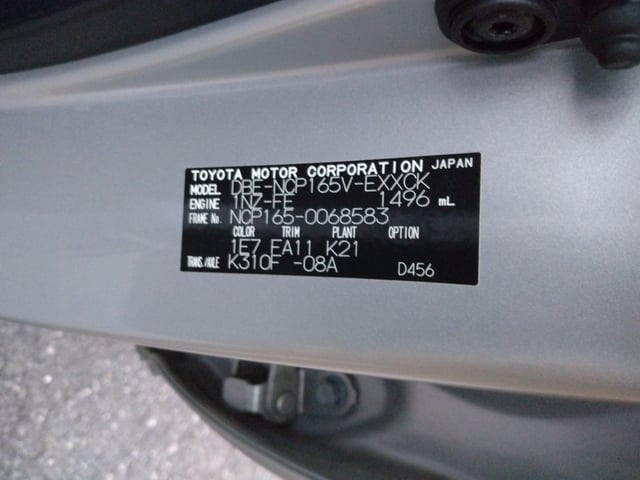 TOYOTA MOTOR CORPORATION JAPAN
MODEL DBE-NCP165V-EXXCK
ENGINE 1NZ-FE 1496 mL
FRAME No. NCP165-0068583
COLOR TRIM PLANT OPTION
1E7 FA11 K21
TRANS/AXLE K310F -08A D456